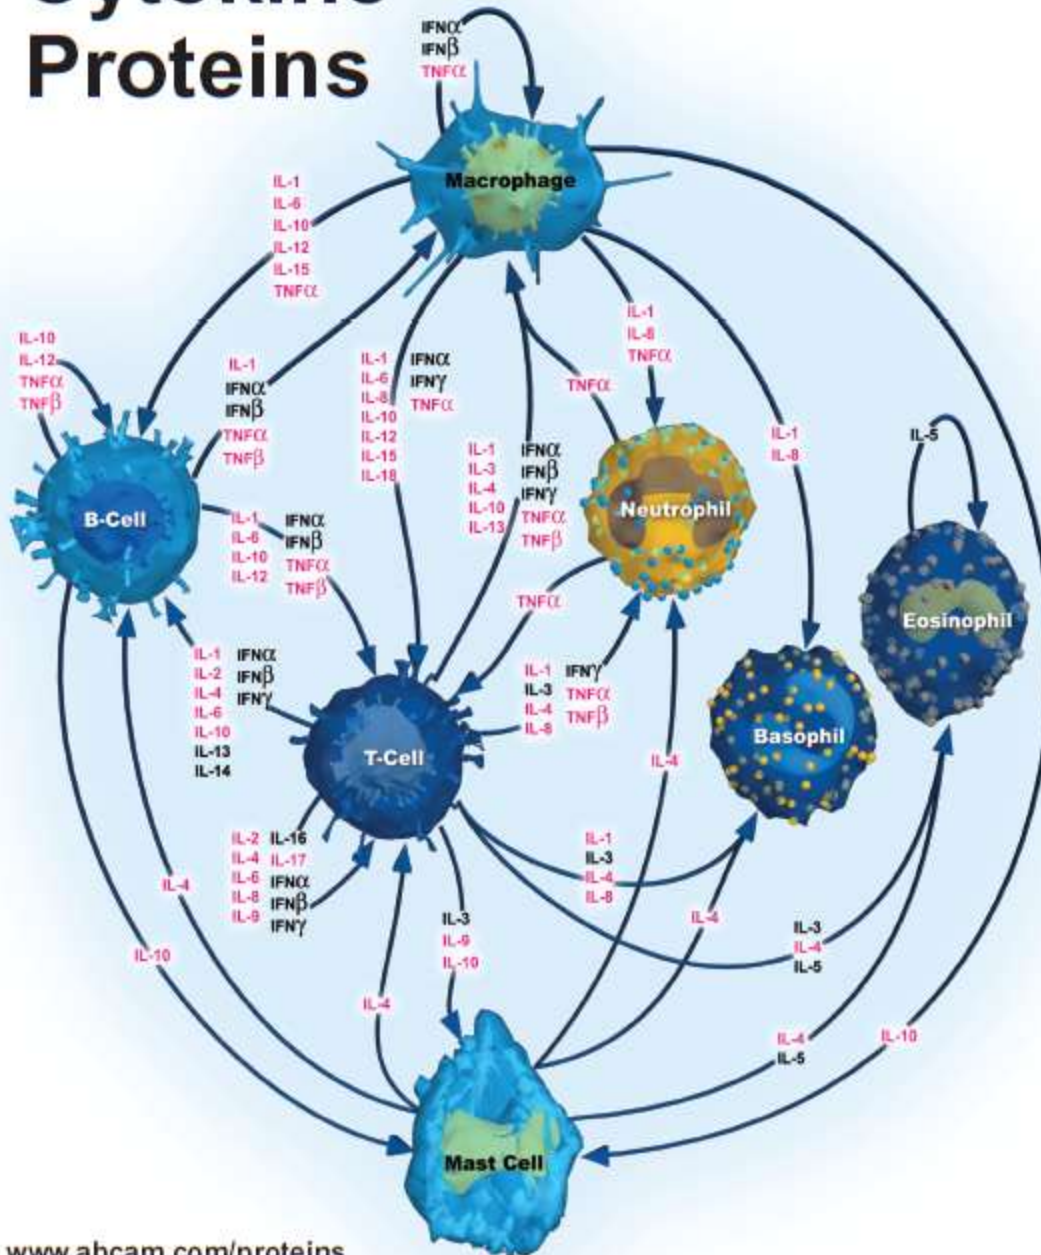 Cytokine
Proteins
IFNα
IFNβ
TNFα
Macrophage
IL-1
IL-6
IL-10
IL-12
IL-15
TNFα
IL-10
IL-12
TNFα
TNFβ
IL-1
IFNα
IFNβ
TNFα
TNFβ
IL-1 IFNα
IL-6 IFNγ
IL-8 TNFα
IL-10
IL-12
IL-15
IL-18
IL-1
IL-8
TNFα
TNFα
IL-1 IFNα
IL-3 IFNβ
IL-4 IFNγ
IL-10 TNFα
IL-13 TNFβ
IL-1
IL-8
IL-5
B-Cell
Neutrophil
IL-1 IFNα
IL-6 IFNβ
IL-10 TNFα
IL-12 TNFβ
TNFα
Eosinophil
IL-1 IFNα
IL-2 IFNβ
IL-4 IFNγ
IL-6
IL-10
IL-13
IL-14
IL-1 IFNγ
IL-3 TNFα
IL-4 TNFβ
IL-8
T-Cell
Basophil
IL-4
IL-2 IL-16
IL-4 IL-17
IL-6 IFNα
IL-8 IFNβ
IL-9 IFNγ
IL-1
IL-3
IL-4
IL-8
IL-4
IL-10
IL-3
IL-9
IL-10
IL-4
IL-3
IL-4
IL-5
IL-4
IL-4
IL-5
IL-10
Mast Cell
www.abcam.com/proteins